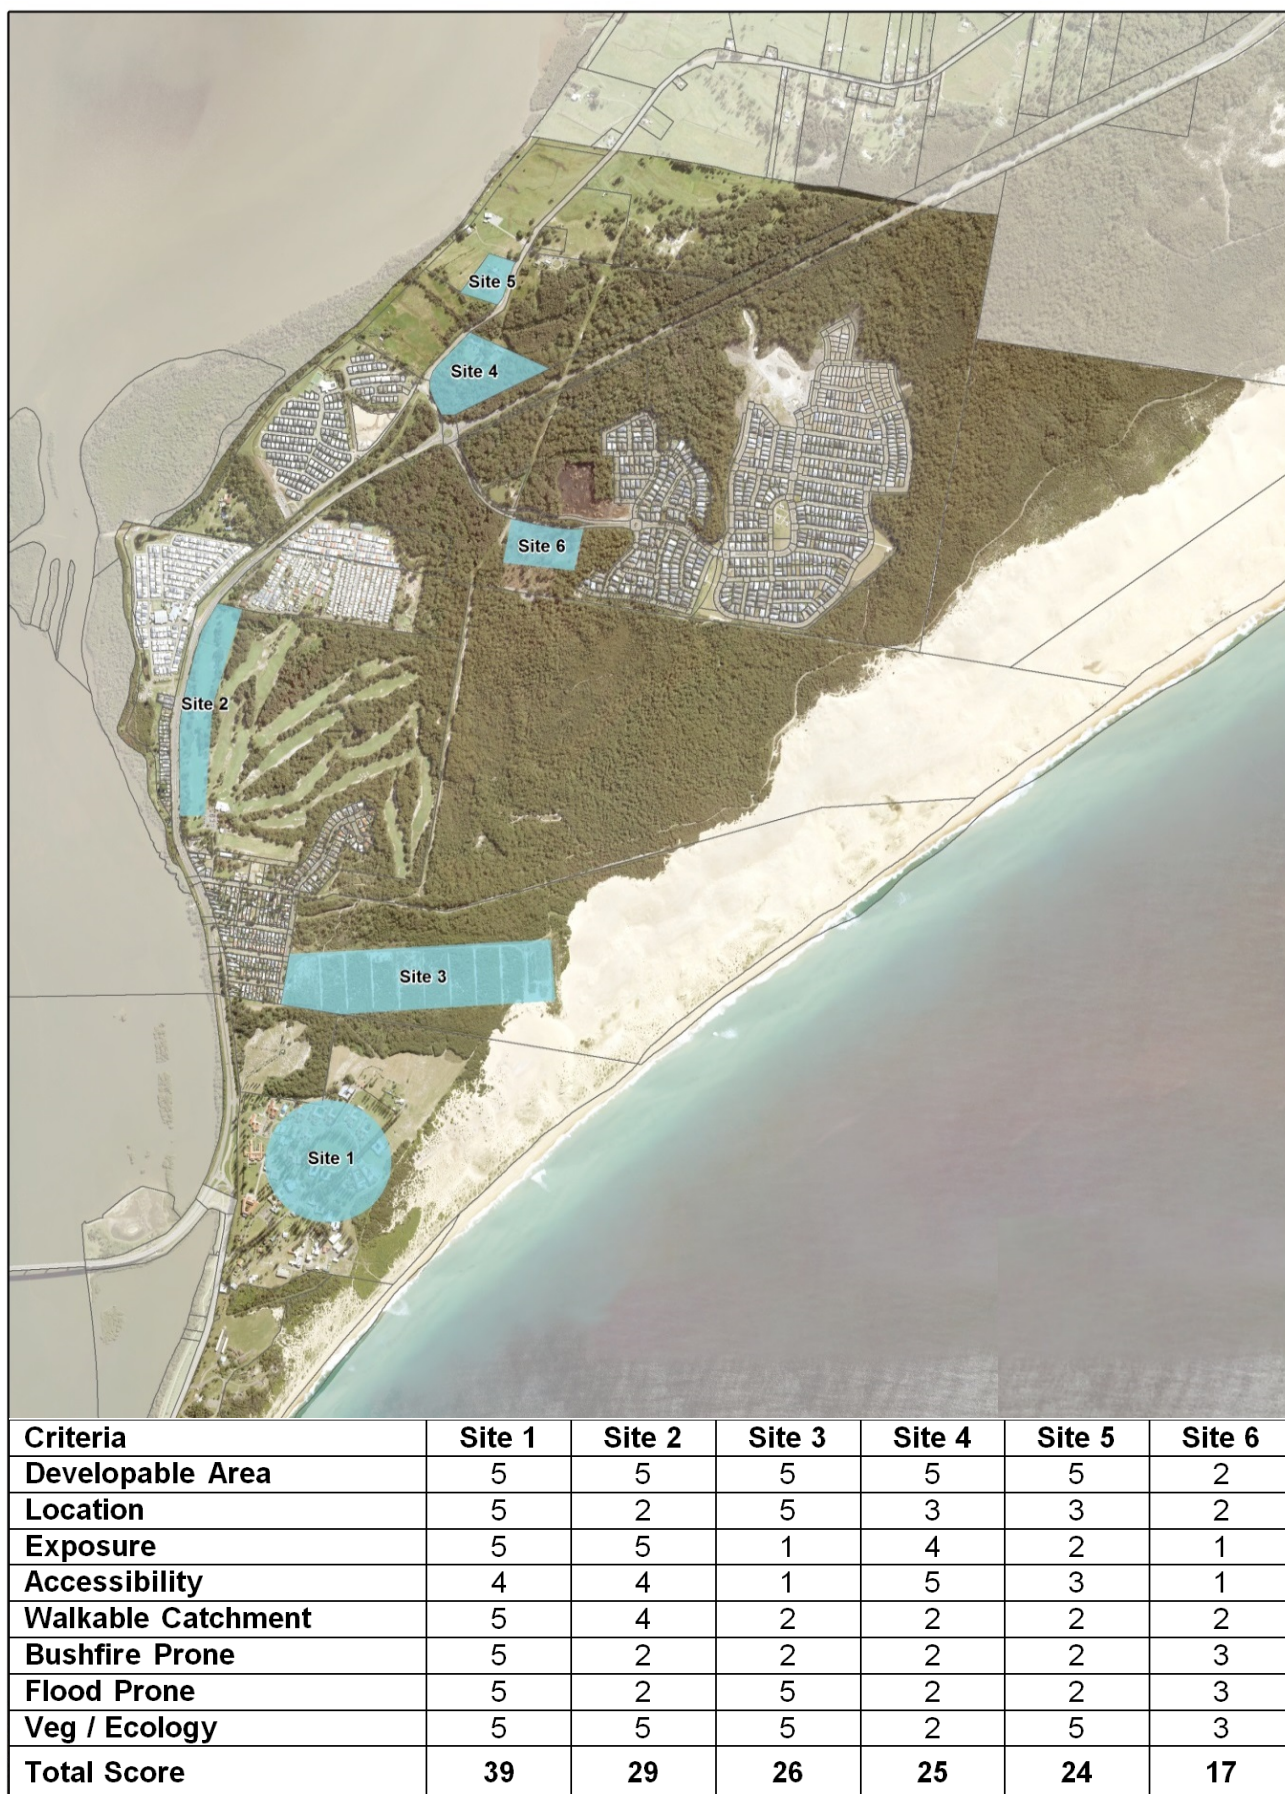 Site 5
Site 4
Site 6
Site 2
Site 3
Site 1
Criteria Site 1 Site 2 Site 3 Site 4 Site 5 Site 6
Developable Area 5 5 5 5 5 2
Location 5 2 5 3 3 2
Exposure 5 5 1 4 2 1
Accessibility 4 4 1 5 3 1
Walkable Catchment 5 4 2 2 2 2
Bushfire Prone 5 2 2 2 2 3
Flood Prone 5 2 5 2 2 3
Veg / Ecology 5 5 5 2 5 3
Total Score 39 29 26 25 24 17